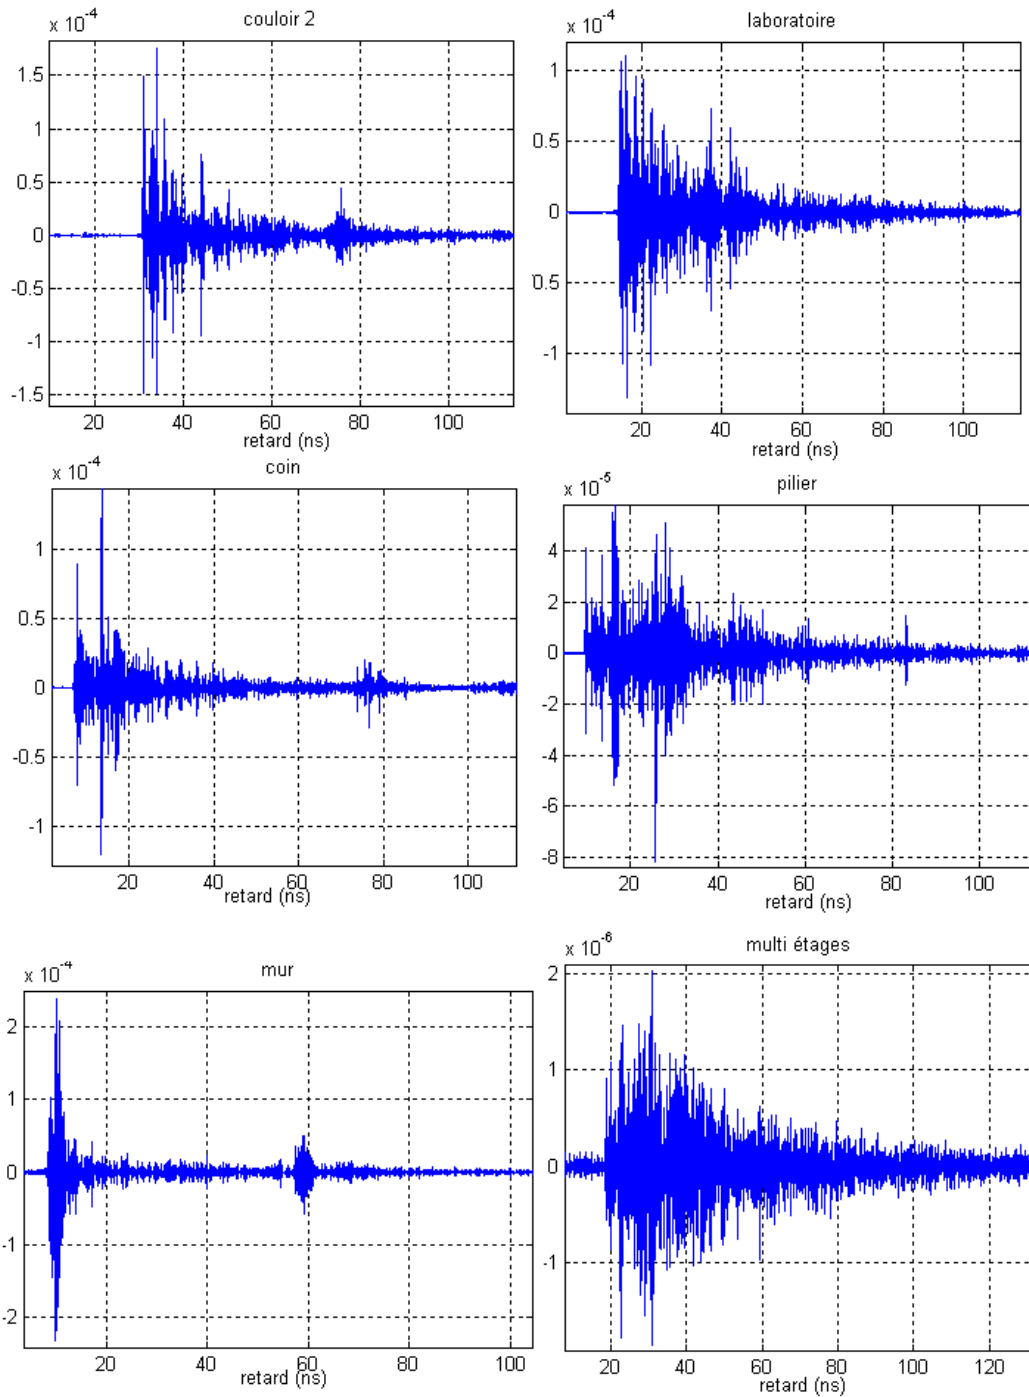 couloir 2
x 10-4
1.5
1
0.5
0
-0.5
-1
-1.5
20 40 60 80 100
retard (ns)
laboratoire
x 10-4
1
0.5
0
0.5
-1
20 40 60 80 100
retard (ns)
coin
x 10-4
1
0.5
0
-0.5
-1
20 40 60 80 100
retard (ns)
pilier
x 10-5
4
2
0
-2
-4
-6
-8
20 40 60 80 100
retard (ns)
mur
x 10-4
2
1
0
-1
-2
20 40 60 80 100
retard (ns)
multi étages
x 10-6
2
1
0
-1
20 40 60 80 100 120
retard (ns)